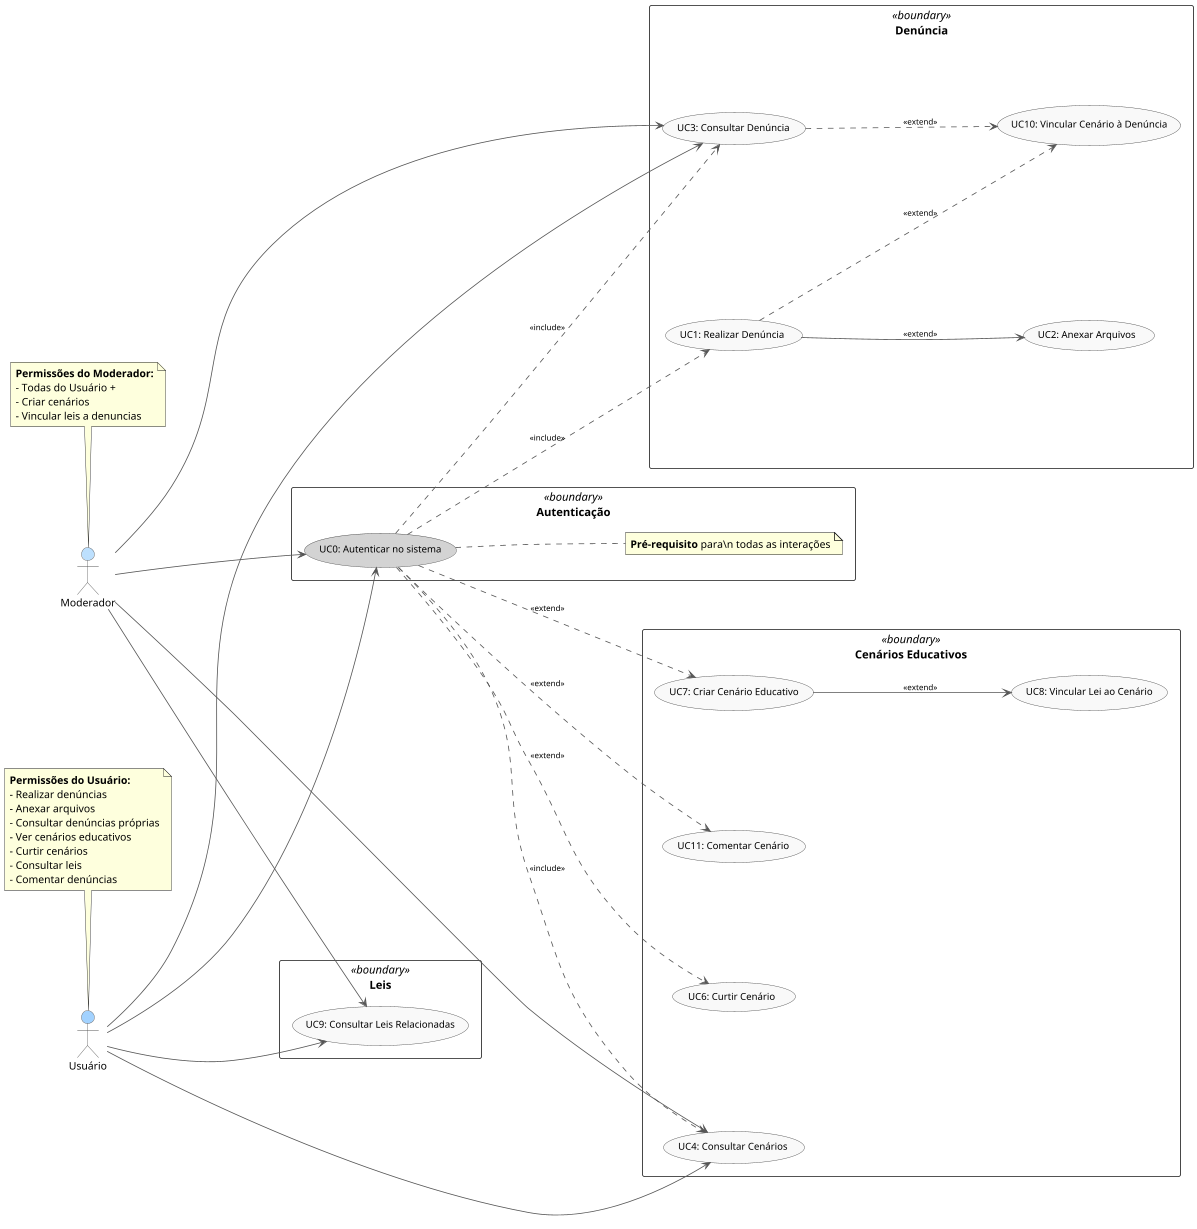 «boundary»
Denúncia
UC3: Consultar Denúncia
«extend»
UC10: Vincular Cenário à Denúncia
«extend»
«include»
UC1: Realizar Denúncia
«extend»
UC2: Anexar Arquivos
Permissões do Moderador:
- Todas do Usuário +
- Criar cenários
- Vincular leis a denuncias
«include»
«boundary»
Autenticação
UC0: Autenticar no sistema
Pré-requisito para\n todas as interações
Moderador
«extend»
«boundary»
Cenários Educativos
«extend»
UC7: Criar Cenário Educativo
«extend»
UC8: Vincular Lei ao Cenário
«extend»
Permissões do Usuário:
- Realizar denúncias
- Anexar arquivos
- Consultar denúncias próprias
- Ver cenários educativos
- Curtir cenários
- Consultar leis
- Comentar denúncias
UC11: Comentar Cenário
«include»
«boundary»
Leis
UC9: Consultar Leis Relacionadas
UC6: Curtir Cenário
Usuário
UC4: Consultar Cenários